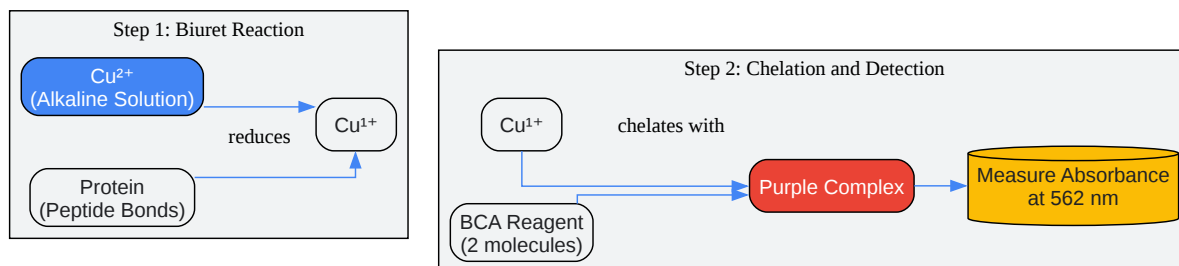 Step 1: Biuret Reaction
Cu²⁺
(Alkaline Solution)
reduces
Cu¹⁺
Protein
(Peptide Bonds)
Step 2: Chelation and Detection
Cu¹⁺
chelates with
BCA Reagent
(2 molecules)
Purple Complex
Measure Absorbance
at 562 nm